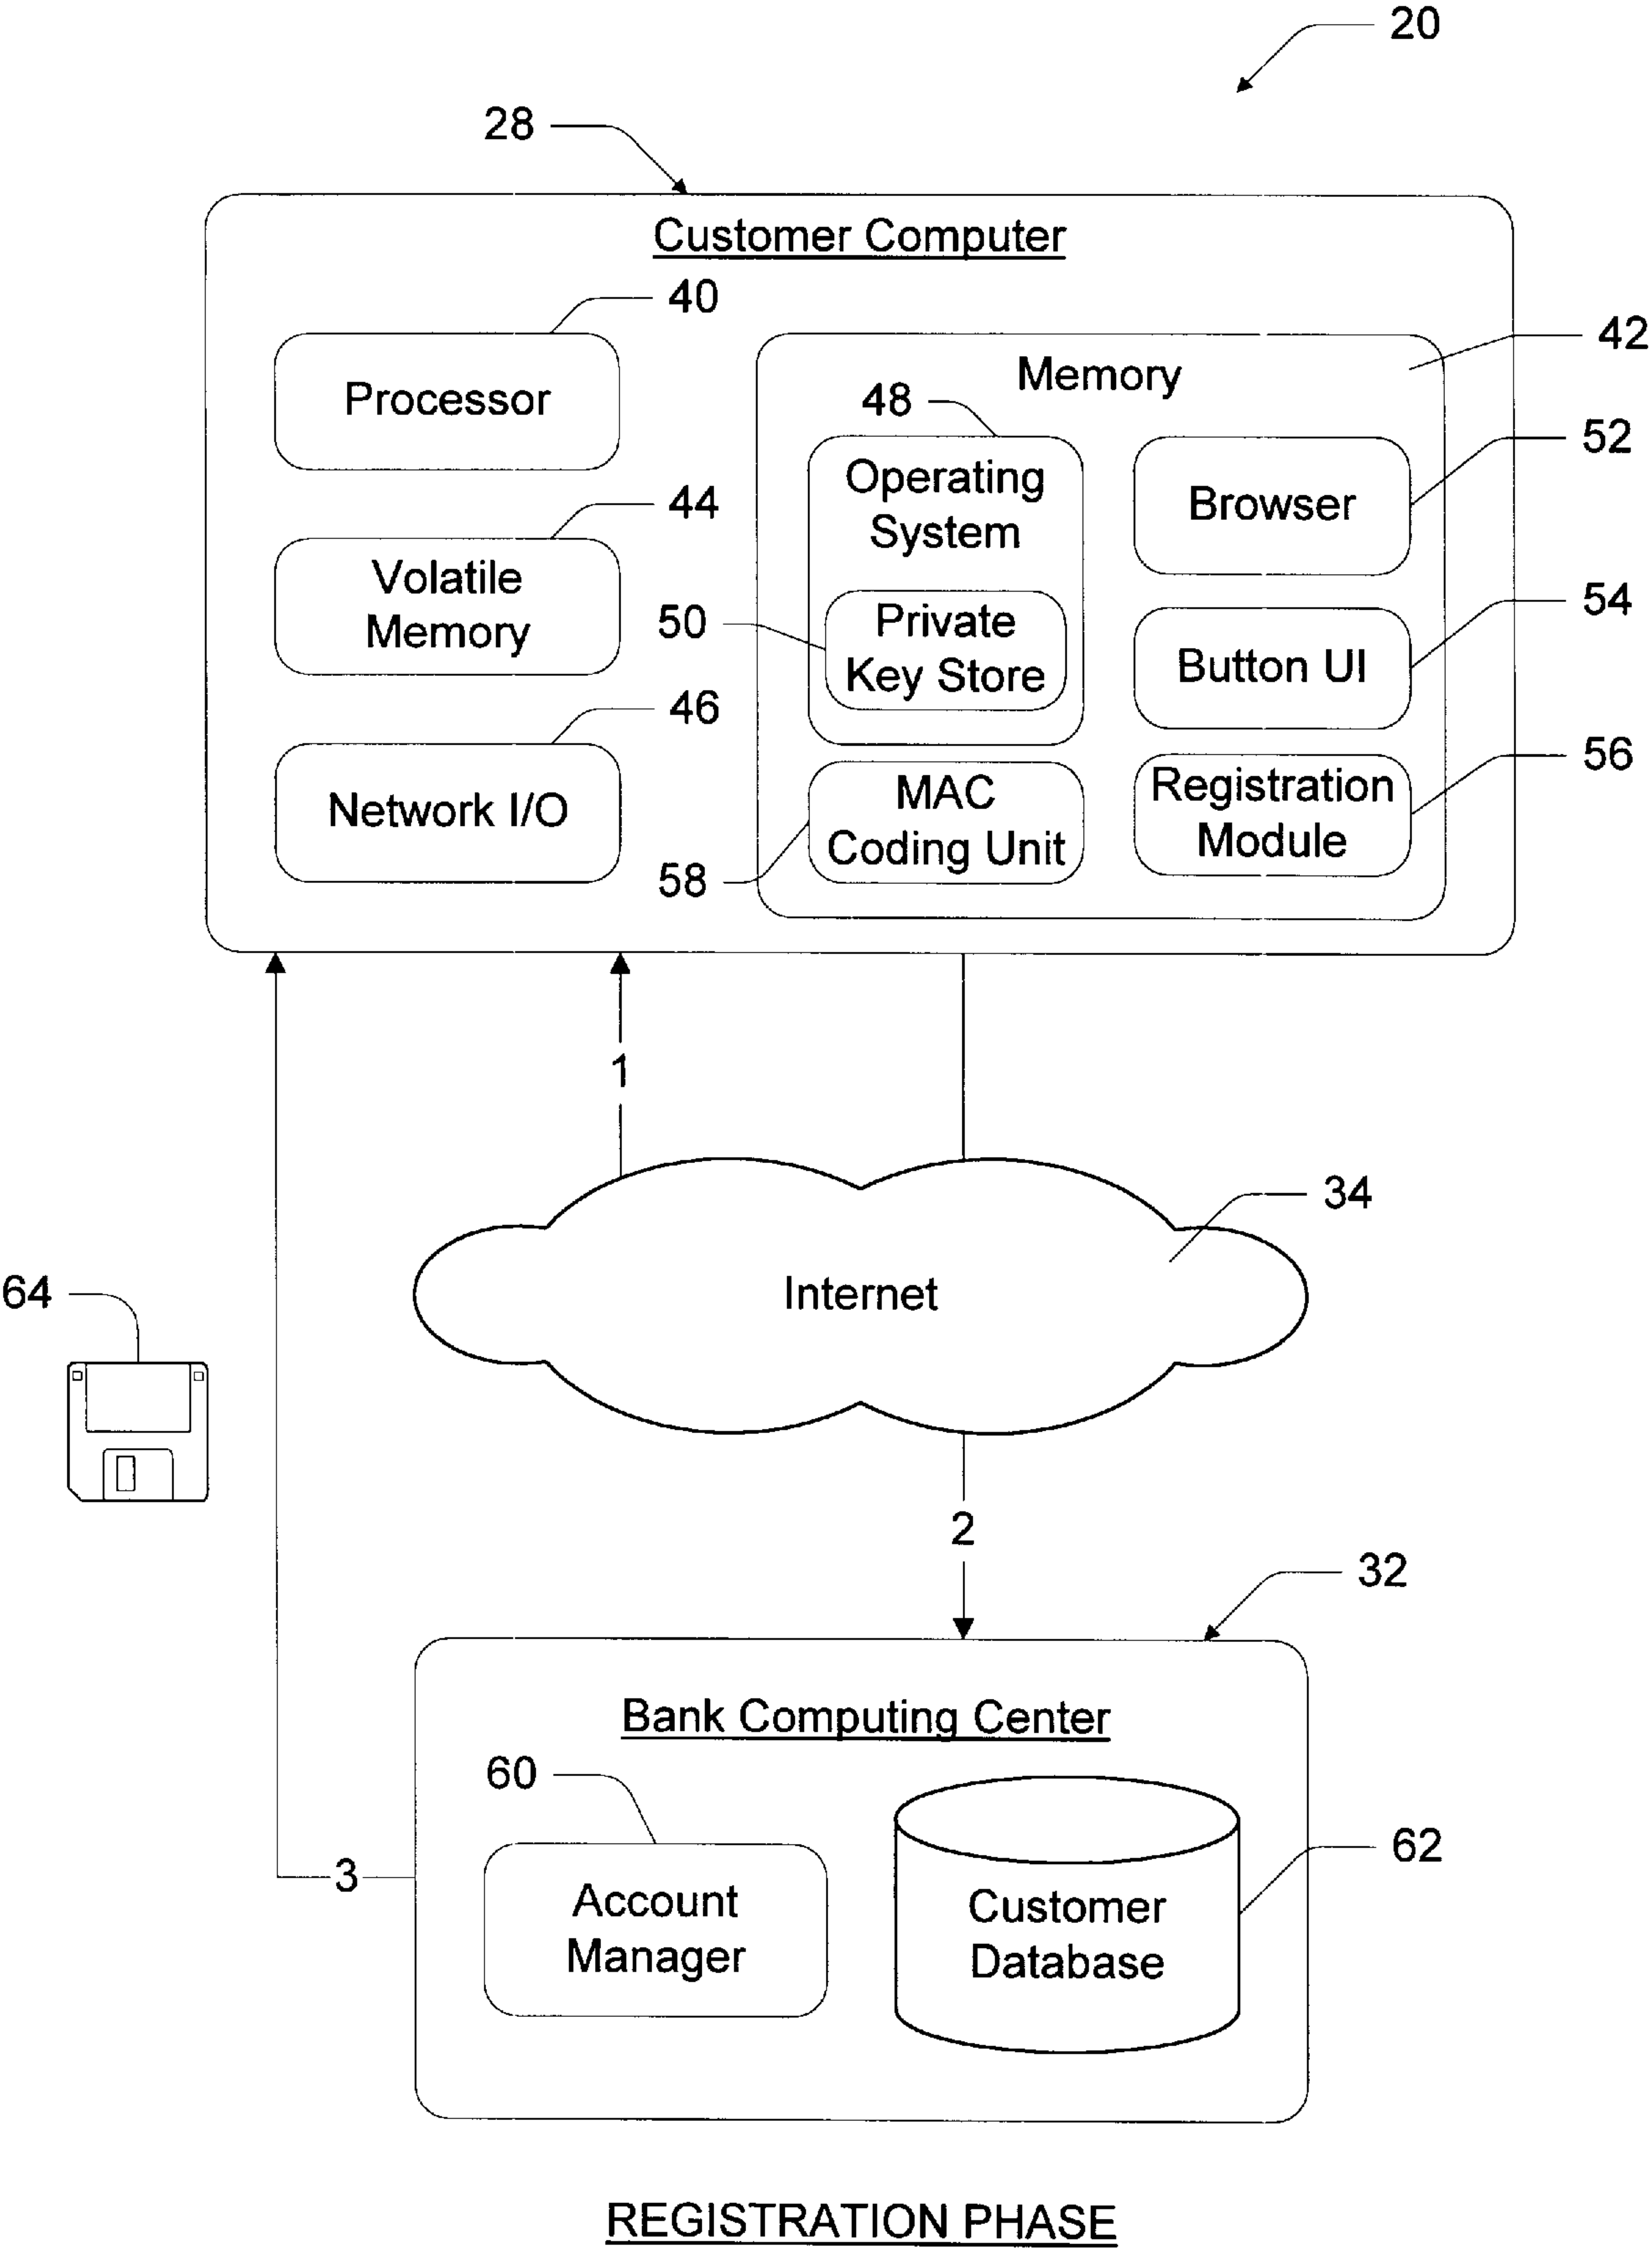 20
28
Customer Computer
40
42
Processor
Memory
48
52
Operating
System
Browser
44
Volatile
Memory
50
Private
Key Store
54
Button UI
46
Network I/O
56
MAC
Coding Unit
Registration
Module
58
1
34
Internet
64
2
32
Bank Computing Center
60
62
3
Account
Manager
Customer
Database
REGISTRATION PHASE